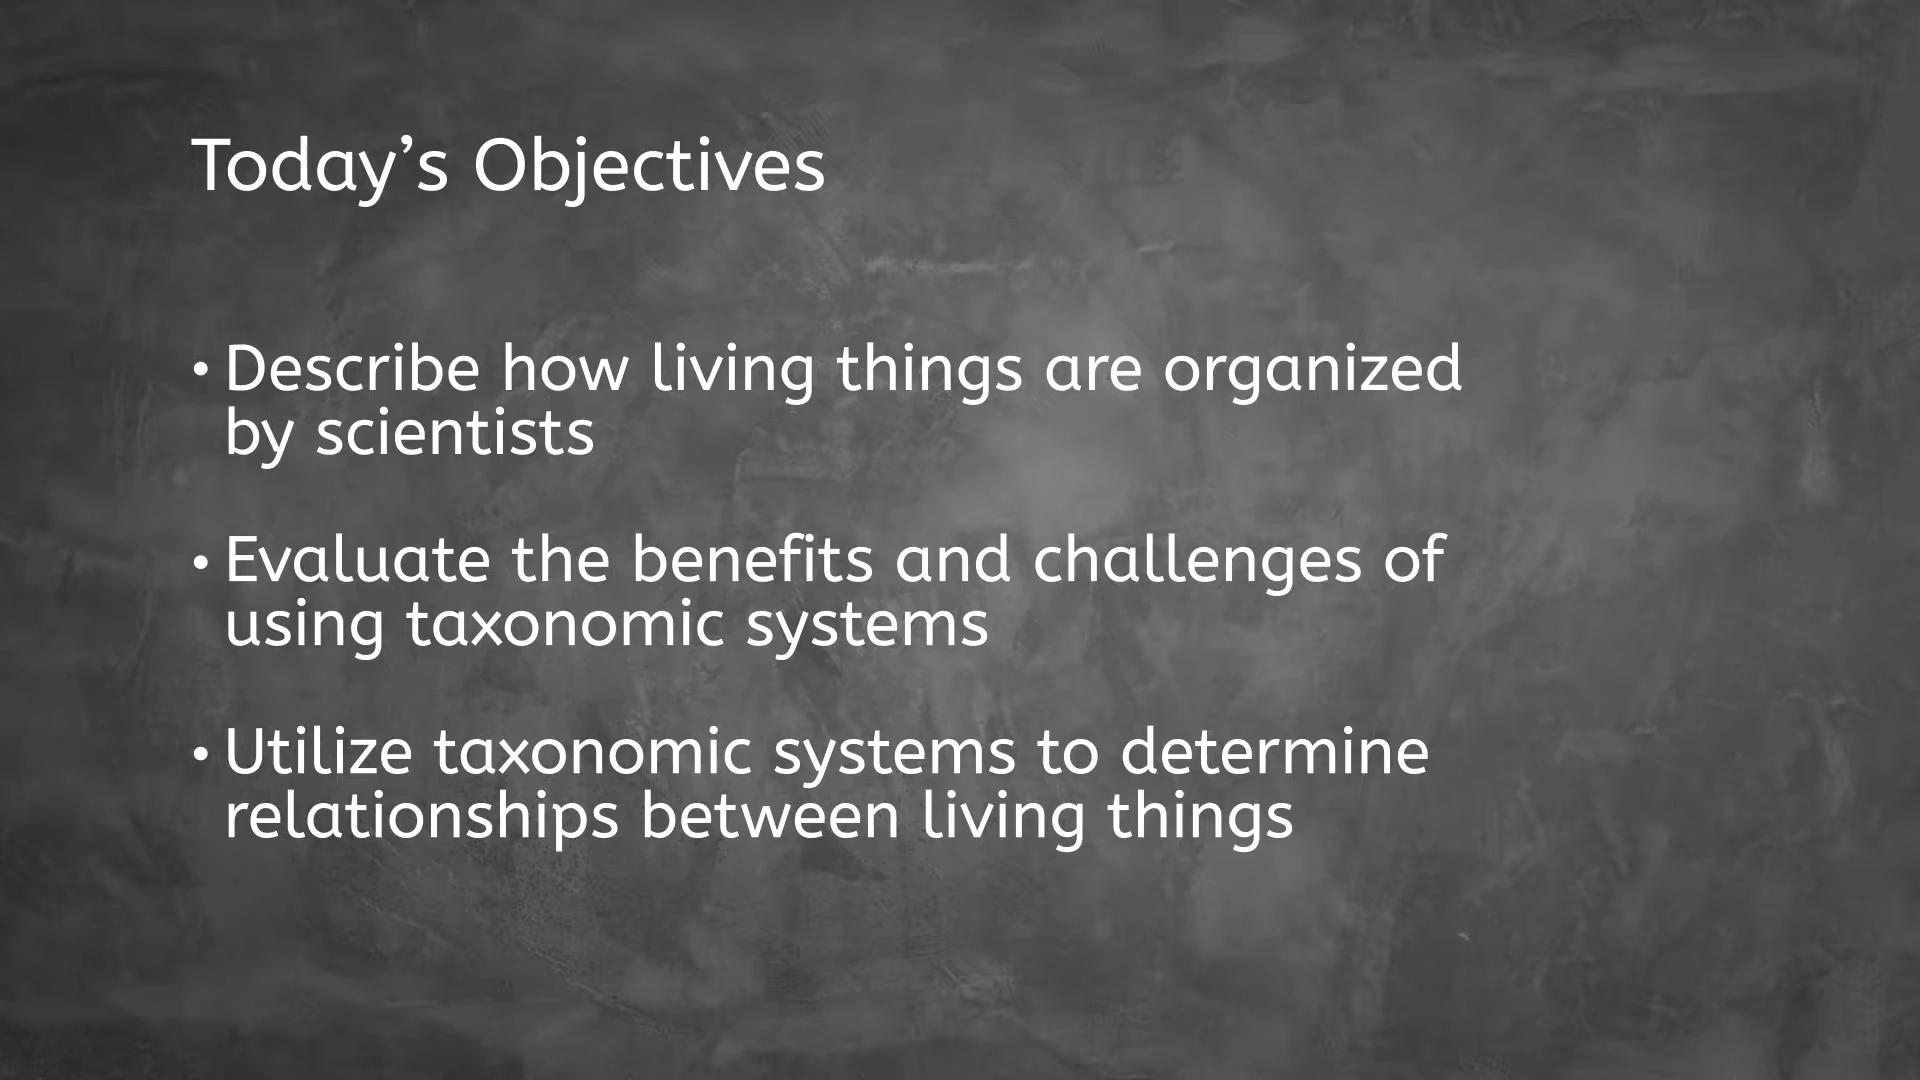 Today’s Objectives
• Describe how living things are organized
by scientists
• Evaluate the benefits and challenges of
using taxonomic systems
• Utilize taxonomic systems to determine
relationships between living things